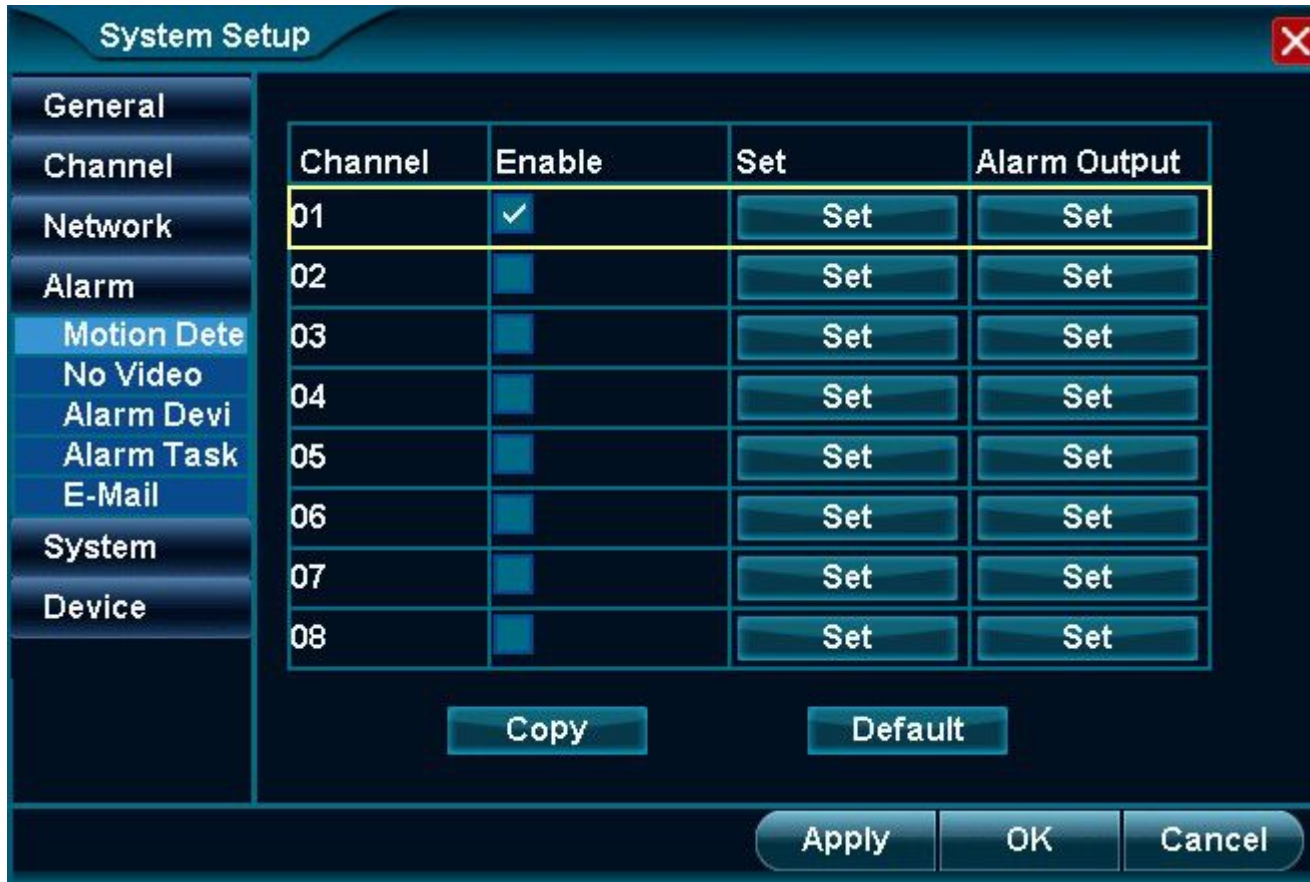 System Setup
General
Channel
Network
Alarm
Motion Dete
No Video
Alarm Devi
Alarm Task
E-Mail
System
Device
Channel Enable Set Alarm Output
01 Set Set
02 Set Set
03 Set Set
04 Set Set
05 Set Set
06 Set Set
07 Set Set
08 Set Set
Copy Default
Apply OK Cancel